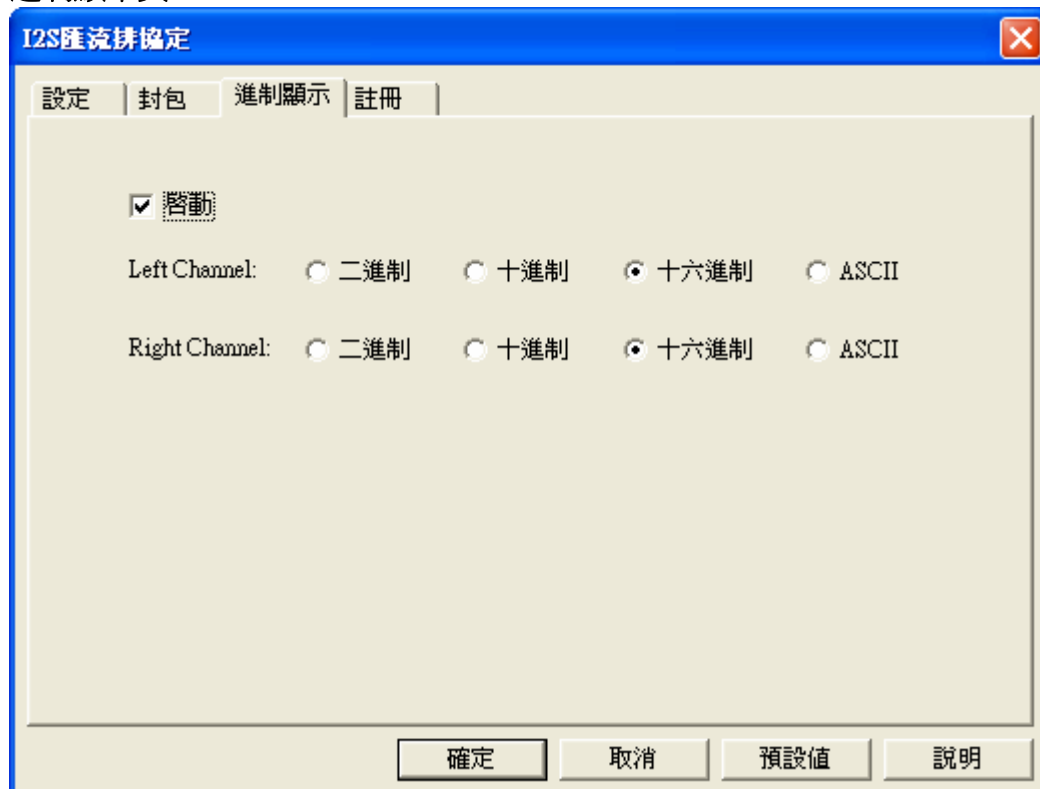 I2S匯流排協定
設定 封包 進制顯示 註冊
啓動
Left Channel: 二進制 十進制 十六進制 ASCII
Right Channel: 二進制 十進制 十六進制 ASCII
確定 取消 預設值 說明